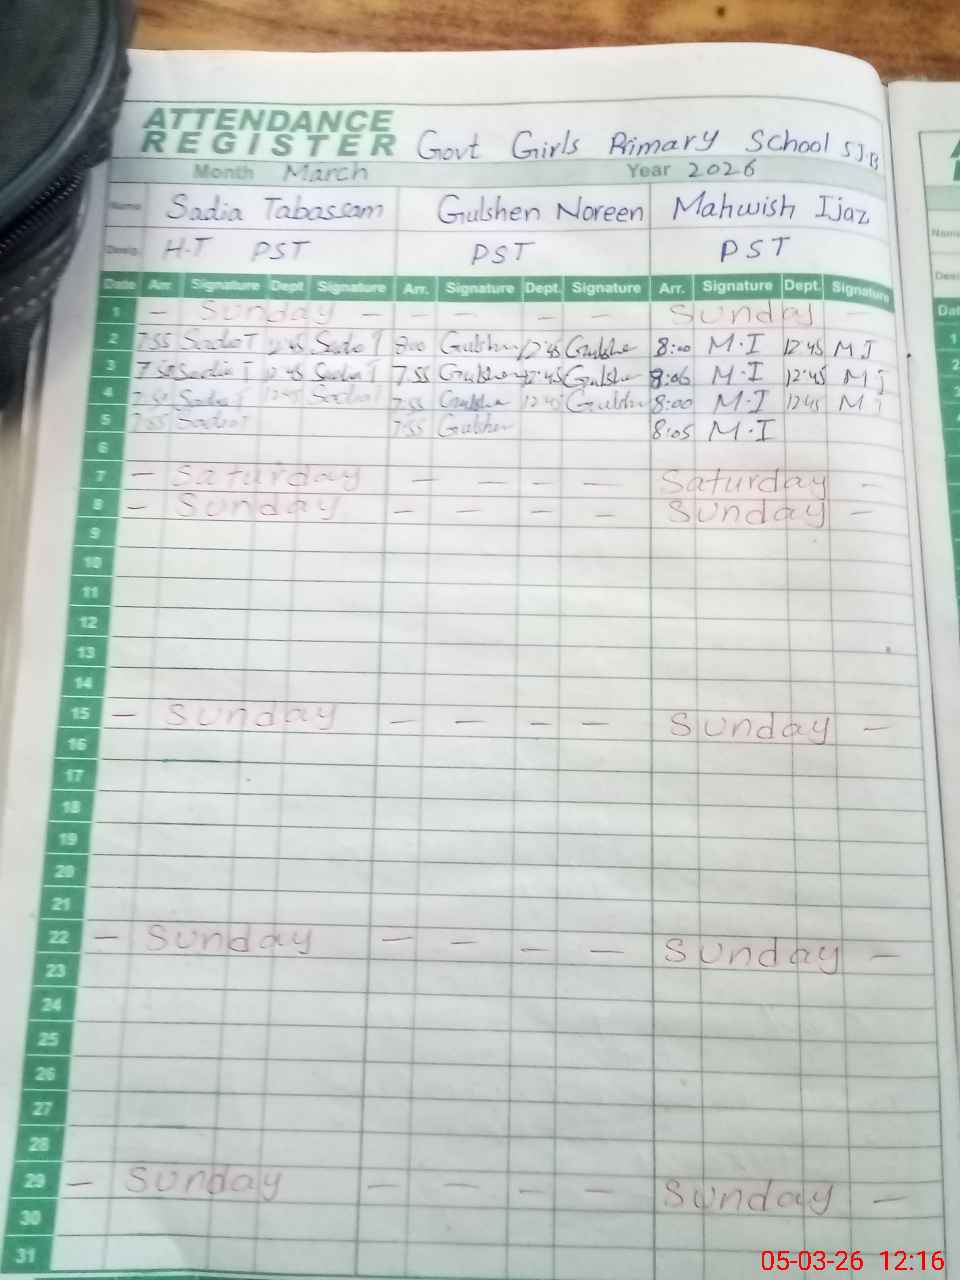 ATTENDANCE
REGISTER Govt Girls Primary School SJB
Month March Year 2026
Name Sadia Tabassam Gulshen Noreen Mahwish Ijaz
Desig. H.T PST PST PST
Date Arr. Signature Dept Signature Arr. Signature Dept. Signature Arr. Signature Dept. Signature
1 — Sunday — — — — — Sunday —
2 7:55 Sadia T 12:45 Sadia T 8:00 Gulshen 12:45 Gulshe 8:00 M.I 12:45 M I
3 7:50 Sadia T 12:45 Sadia T 7:55 Gulshen 12:45 Gulshe 8:06 M.I 12:45 M I
4 Sadia T 12:45 Sadia T 7:55 Gulshe 12:45 Gulshe 8:00 M.I 12:45 M I
5 7:55 Sadia T 7:55 Gulshen 8:05 M.I
6
7 — Saturday — — — — Saturday —
8 — Sunday — — — — Sunday —
9
10
11
12
13
14
15 — Sunday — — — — Sunday —
16
17
18
19
20
21
22 — Sunday — — — — Sunday —
23
24
25
26
27
28
29 — Sunday — — — — Sunday —
30
31
05-03-26 12:16